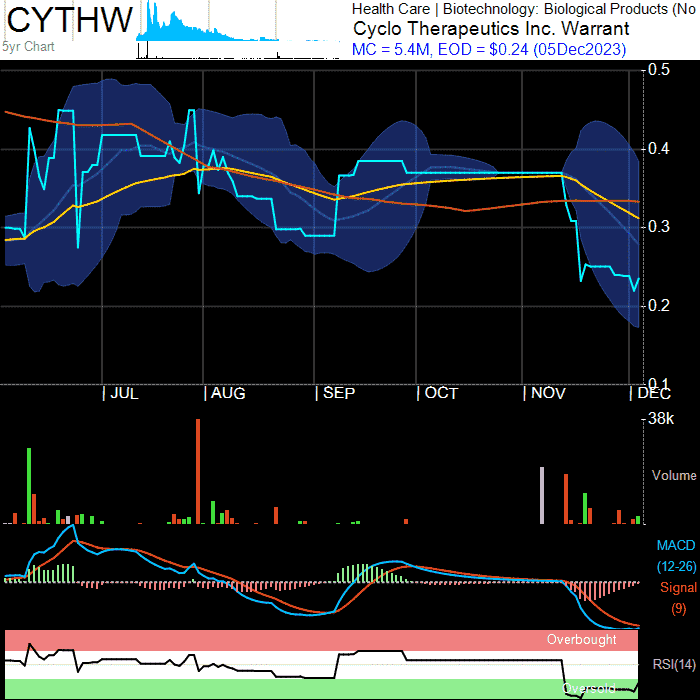 CYTHW
5yr Chart
Health Care | Biotechnology: Biological Products (No
Cyclo Therapeutics Inc. Warrant
MC = 5.4M, EOD = $0.24 (05Dec2023)
0.5
0.4
0.3
0.2
0.1
JUL AUG SEP OCT NOV DEC
38k
Volume
MACD
(12-26)
Signal
(9)
Overbought
RSI(14)
Oversold